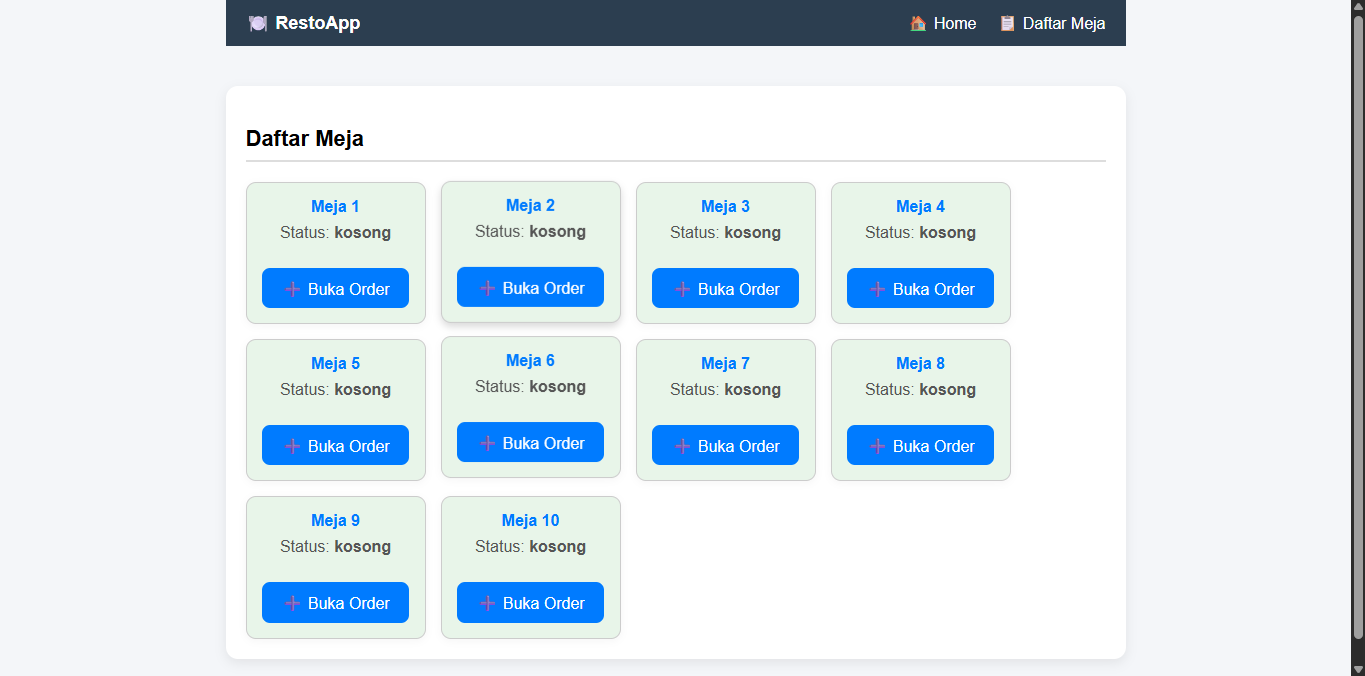 🍽️ RestoApp
🏠 Home 📋 Daftar Meja
Daftar Meja
Meja 1
Status: kosong
➕ Buka Order
Meja 2
Status: kosong
➕ Buka Order
Meja 3
Status: kosong
➕ Buka Order
Meja 4
Status: kosong
➕ Buka Order
Meja 5
Status: kosong
➕ Buka Order
Meja 6
Status: kosong
➕ Buka Order
Meja 7
Status: kosong
➕ Buka Order
Meja 8
Status: kosong
➕ Buka Order
Meja 9
Status: kosong
➕ Buka Order
Meja 10
Status: kosong
➕ Buka Order